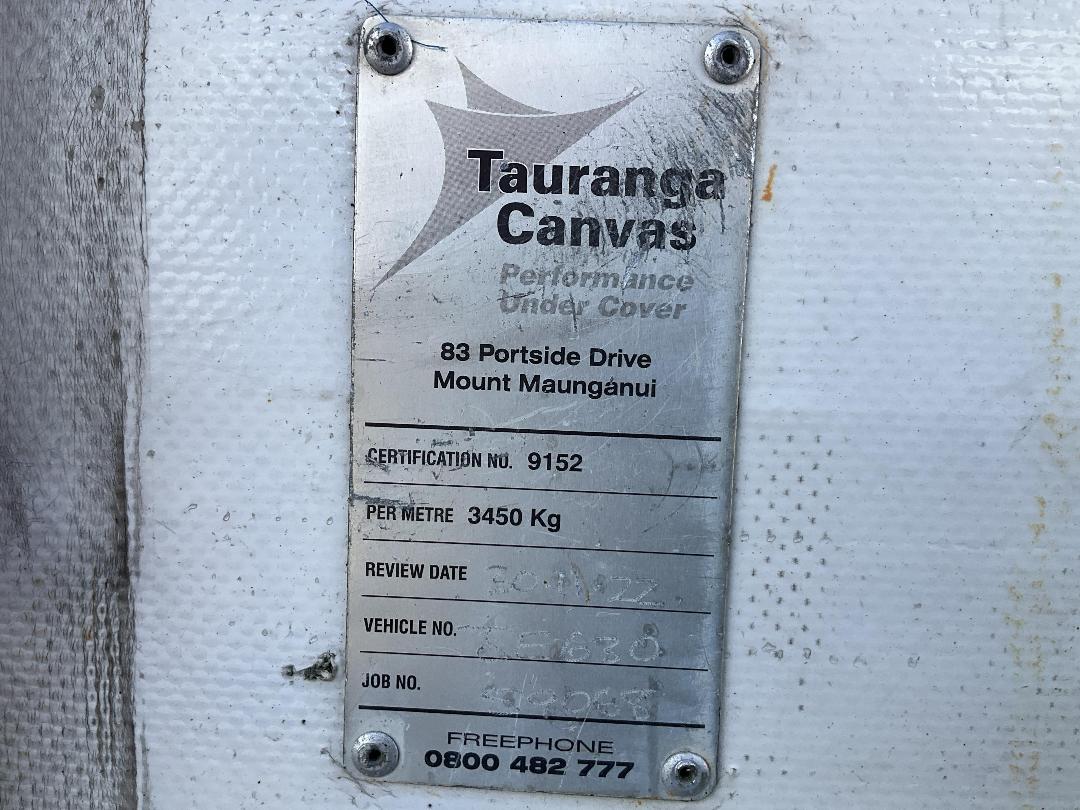 Tauranga
Canvas
Performance
Under Cover
83 Portside Drive
Mount Maunganui
CERTIFICATION NO. 9152
PER METRE 3450 Kg
REVIEW DATE
VEHICLE NO.
JOB NO.
FREEPHONE
0800 482 777